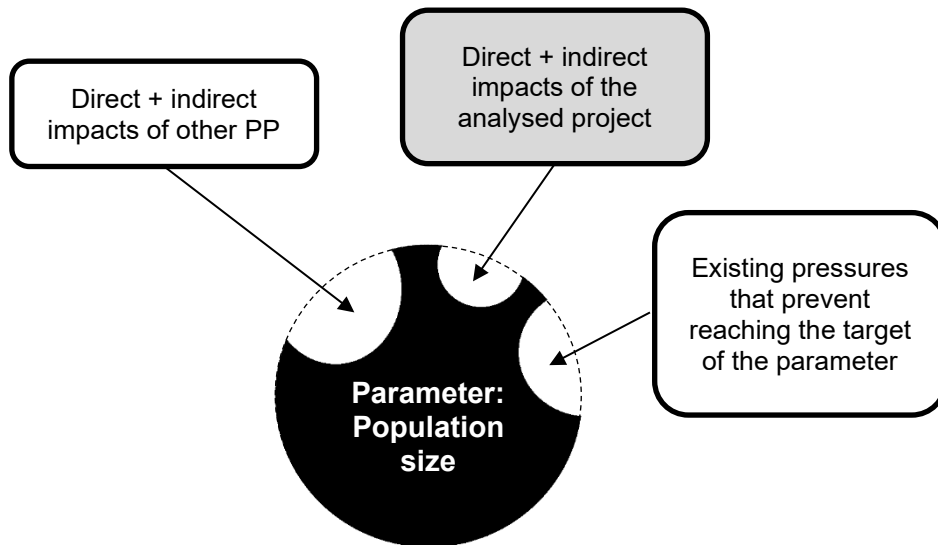 Direct + indirect
impacts of other PP
Direct + indirect
impacts of the
analysed project
Existing pressures
that prevent
reaching the target
of the parameter
Parameter:
Population
size